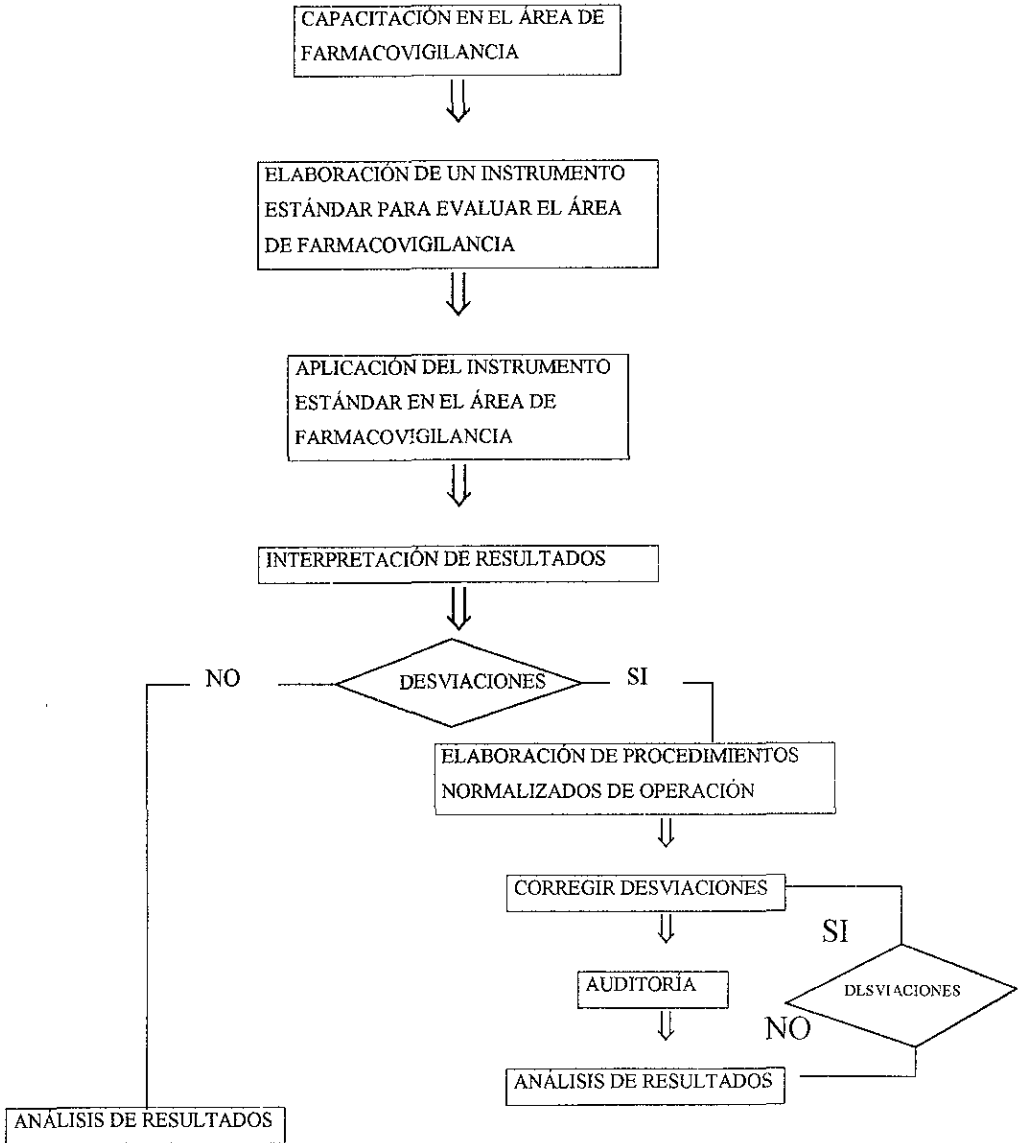 CAPACITACIÓN EN EL ÁREA DE
FARMACOVIGILANCIA
ELABORACIÓN DE UN INSTRUMENTO
ESTÁNDAR PARA EVALUAR EL ÁREA
DE FARMACOVIGILANCIA
APLICACIÓN DEL INSTRUMENTO
ESTÁNDAR EN EL ÁREA DE
FARMACOVIGILANCIA
INTERPRETACIÓN DE RESULTADOS
NO
DESVIACIONES
SI
ELABORACIÓN DE PROCEDIMIENTOS
NORMALIZADOS DE OPERACIÓN
CORREGIR DESVIACIONES
SI
AUDITORÍA
DESVIACIONES
NO
ANÁLISIS DE RESULTADOS
ANÁLISIS DE RESULTADOS